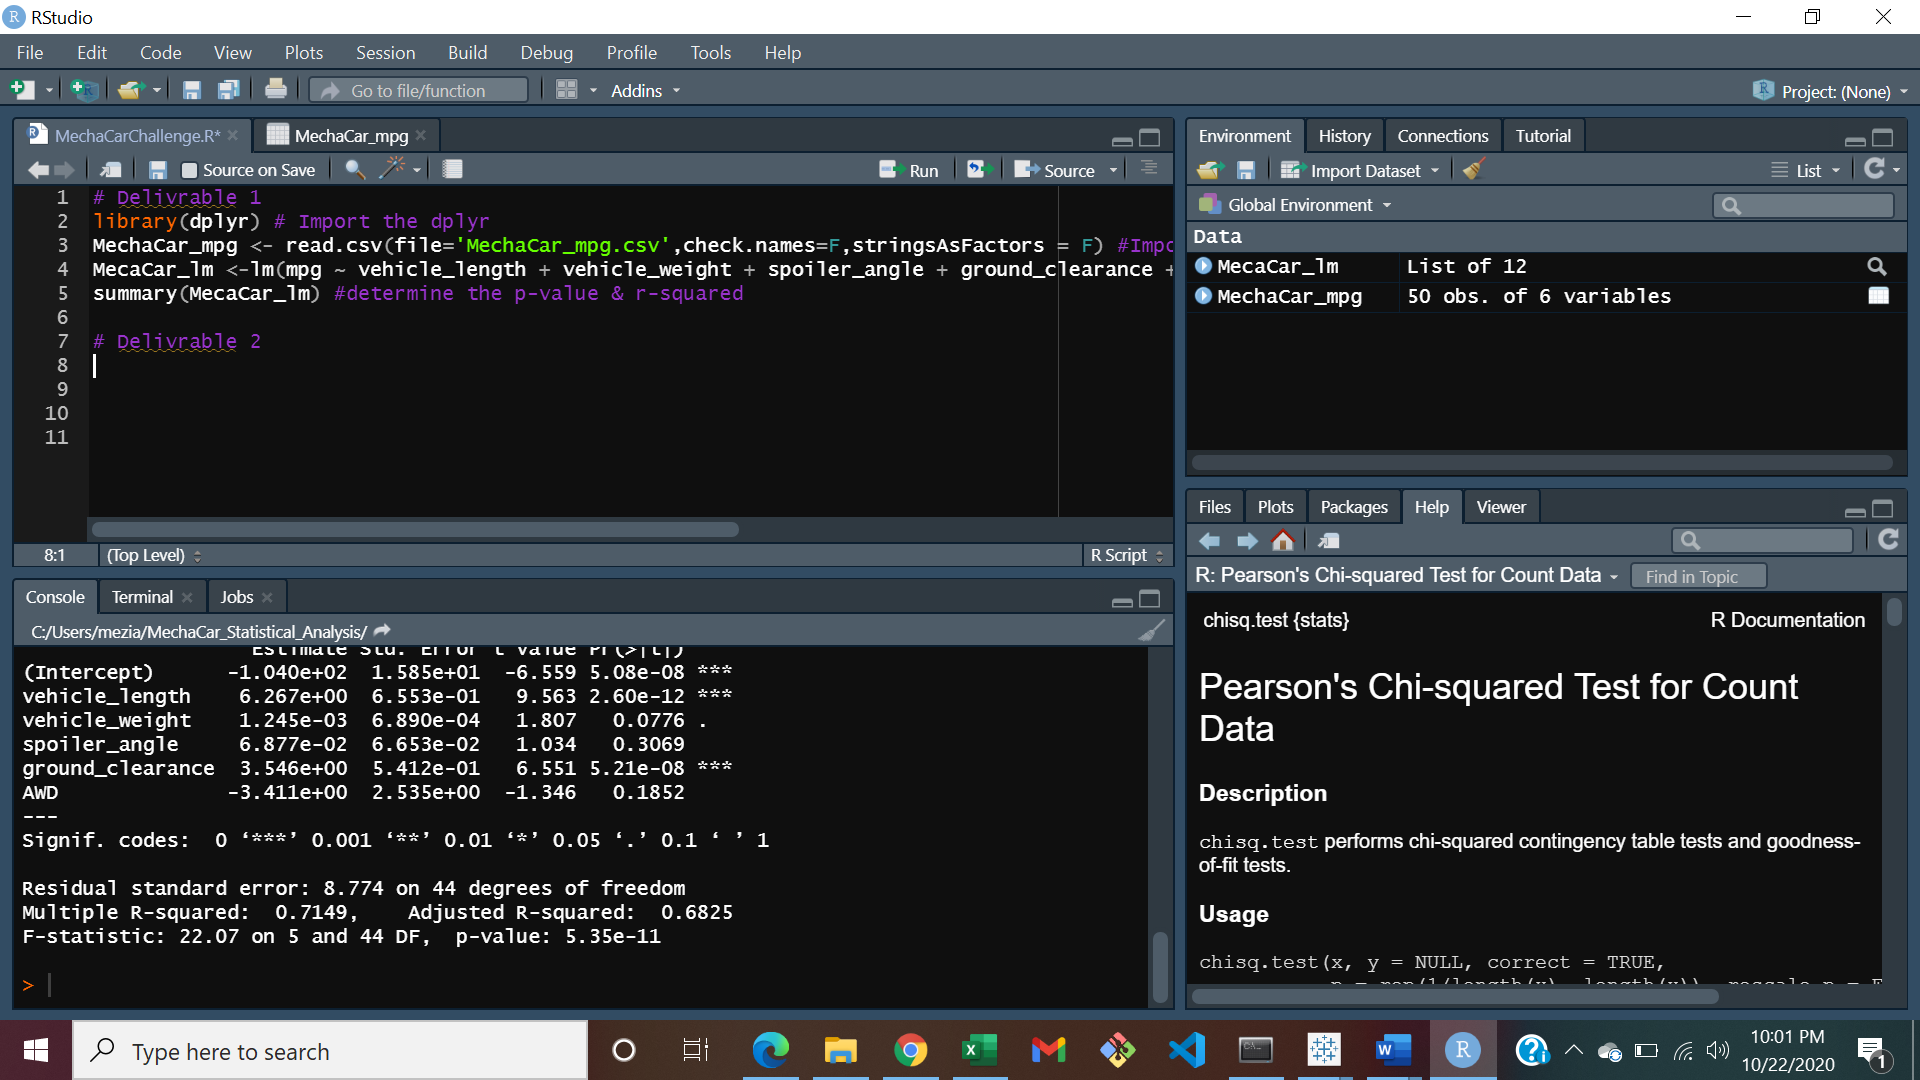 RStudio
File Edit Code View Plots Session Build Debug Profile Tools Help
Go to file/function Addins Project: (None)
MechaCarChallenge.R* MechaCar_mpg
Source on Save Run Source
1 # Delivrable 1
2 library(dplyr) # Import the dplyr
3 MechaCar_mpg <- read.csv(file='MechaCar_mpg.csv',check.names=F,stringsAsFactors = F) #Impo
4 MecaCar_lm <-lm(mpg ~ vehicle_length + vehicle_weight + spoiler_angle + ground_clearance +
5 summary(MecaCar_lm) #determine the p-value & r-squared
6
7 # Delivrable 2
8
9
10
11
8:1 (Top Level) R Script
Console Terminal Jobs
C:/Users/mezia/MechaCar_Statistical_Analysis/
Estimate Std. Error t value Pr(>|t|)
(Intercept) -1.040e+02 1.585e+01 -6.559 5.08e-08 ***
vehicle_length 6.267e+00 6.553e-01 9.563 2.60e-12 ***
vehicle_weight 1.245e-03 6.890e-04 1.807 0.0776 .
spoiler_angle 6.877e-02 6.653e-02 1.034 0.3069
ground_clearance 3.546e+00 5.412e-01 6.551 5.21e-08 ***
AWD -3.411e+00 2.535e+00 -1.346 0.1852
---
Signif. codes: 0 ‘***’ 0.001 ‘**’ 0.01 ‘*’ 0.05 ‘.’ 0.1 ‘ ’ 1
Residual standard error: 8.774 on 44 degrees of freedom
Multiple R-squared: 0.7149, Adjusted R-squared: 0.6825
F-statistic: 22.07 on 5 and 44 DF, p-value: 5.35e-11
>
Environment History Connections Tutorial
Import Dataset List
Global Environment
Data
MecaCar_lm List of 12
MechaCar_mpg 50 obs. of 6 variables
Files Plots Packages Help Viewer
R: Pearson's Chi-squared Test for Count Data Find in Topic
chisq.test {stats} R Documentation
Pearson's Chi-squared Test for Count
Data
Description
chisq.test performs chi-squared contingency table tests and goodness-
of-fit tests.
Usage
chisq.test(x, y = NULL, correct = TRUE,
p = rep(1/length(x), length(x)), rescale.p = F
Type here to search
10:01 PM
10/22/2020
1